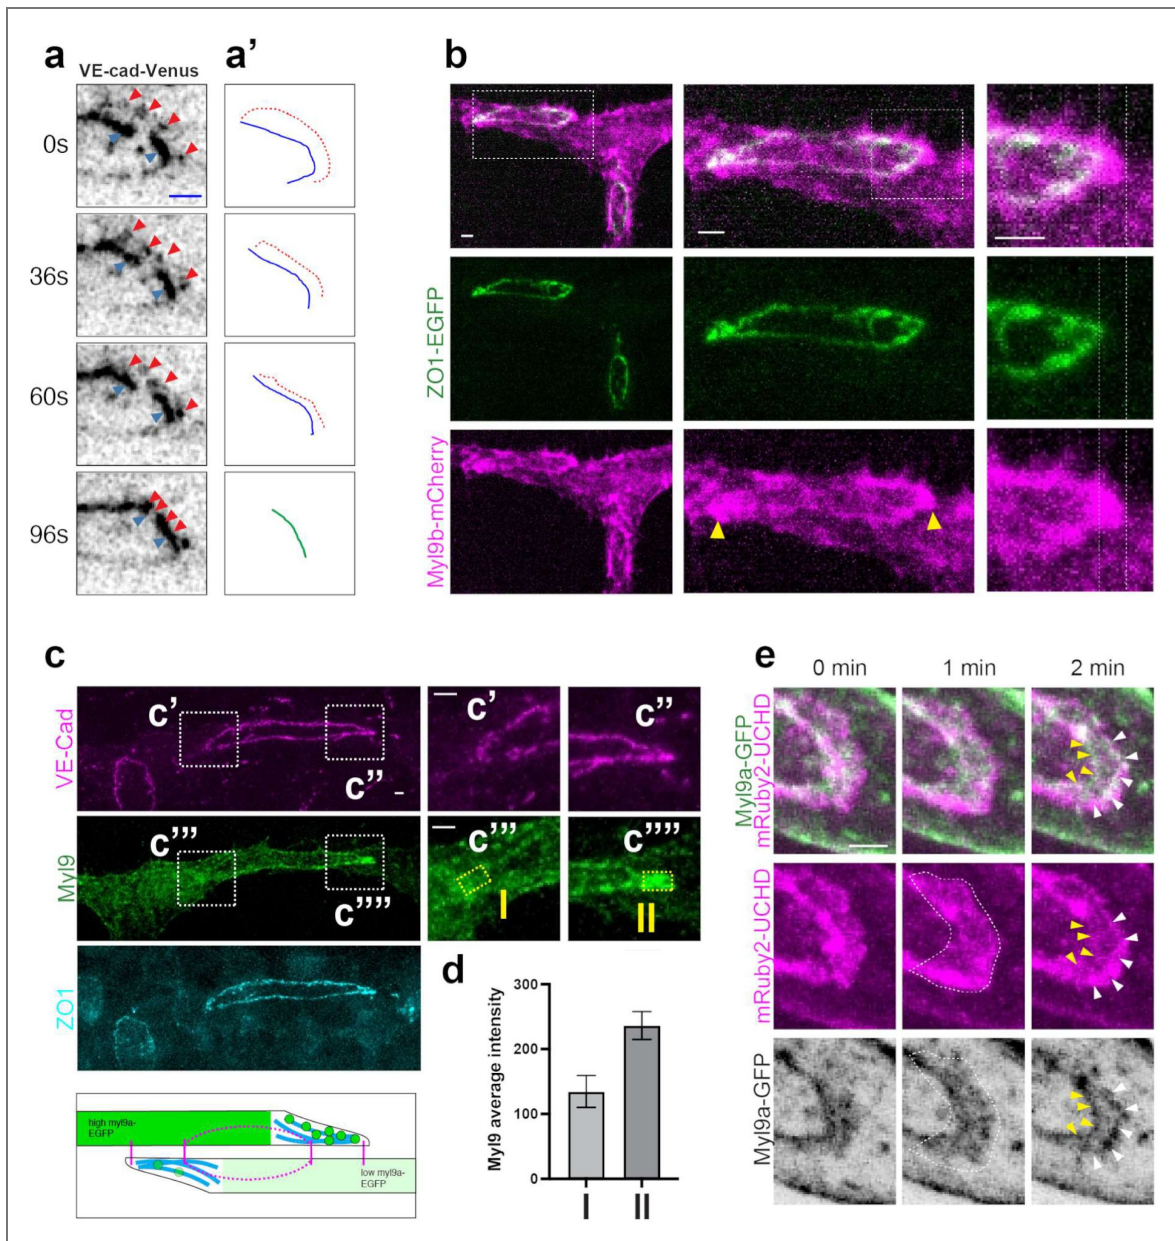 a
a'
VE-cad-Venus
0s
36s
60s
96s
b
ZO1-EGFP
Myl9b-mCherry
c
VE-Cad
Myl9
ZO1
c'
c''
c'''
c''''
c'
c''
c'''
c''''
I
II
high myl9a-
EGFP
low myl9a-
EGFP
d
Myl9 average intensity
300
200
100
0
I
II
e
0 min
1 min
2 min
Myl9a-GFP
mRuby2-UCHD
mRuby2-UCHD
Myl9a-GFP